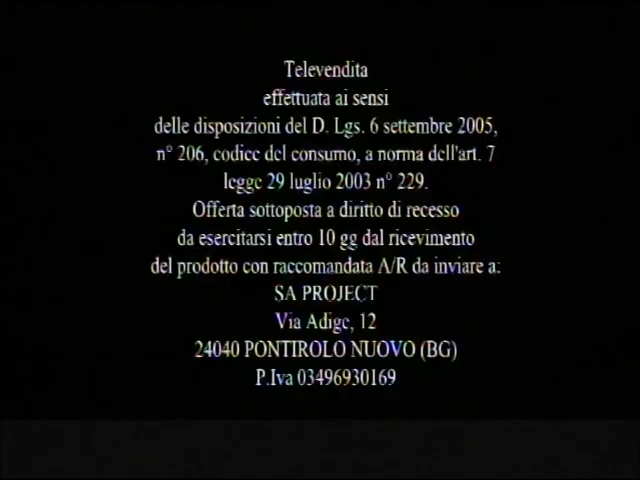 Televendita
effettuata ai sensi
delle disposizioni del D. Lgs. 6 settembre 2005,
n° 206, codice del consumo, a norma dell'art. 7
legge 29 luglio 2003 n° 229.
Offerta sottoposta a diritto di recesso
da esercitarsi entro 10 gg dal ricevimento
del prodotto con raccomandata A/R da inviare a:
SA PROJECT
Via Adige, 12
24040 PONTIROLO NUOVO (BG)
P.Iva 03496930169